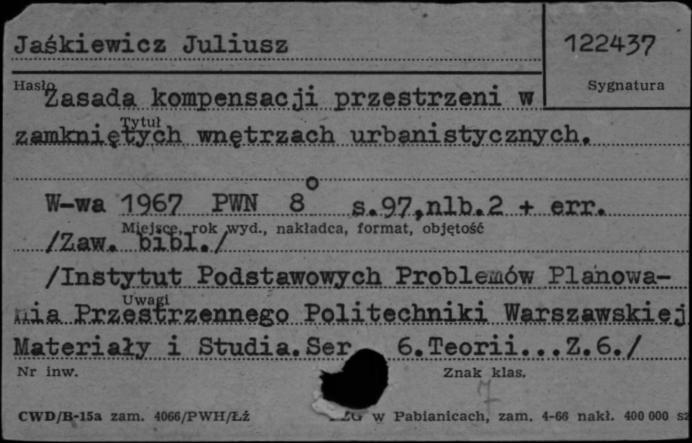 Jaśkiewicz Juliusz
122437
Hasło
Sygnatura
Zasada kompensacji przestrzeni w
Tytuł
zamkniętych wnętrzach urbanistycznych.
W-wa 1967 PWN 8° s.97,nlb.2 + err.
Miejsce, rok wyd., nakładca, format, objętość
/Zaw. bibl./
/Instytut Podstawowych Problemów Planowa-
Uwagi
nia Przestrzennego Politechniki Warszawskiej
Materiały i Studia.Ser 6.Teorii...Z.6./
Nr inw.
Znak klas.
7
CWD/B-15a zam. 4066/PWH/Łż
w Pabianicach, zam. 4-66 nakł. 400 000 sz